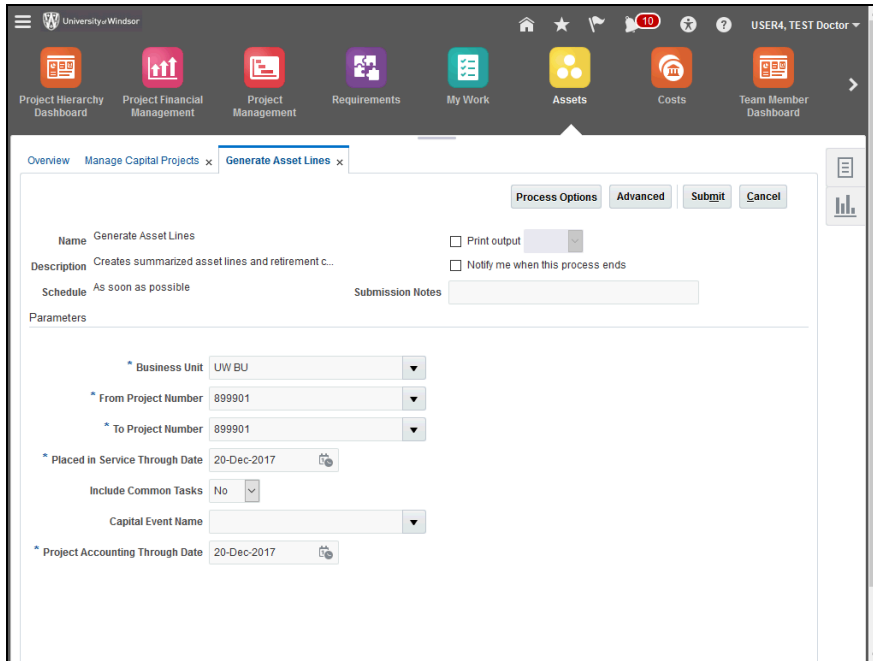 University of Windsor
10
?
USER4, TEST Doctor
Project Hierarchy Dashboard
Project Financial Management
Project Management
Requirements
My Work
Assets
Costs
Team Member Dashboard
Overview
Manage Capital Projects x
Generate Asset Lines x
Process Options
Advanced
Submit
Cancel
Name Generate Asset Lines
Print output
Description Creates summarized asset lines and retirement c...
Notify me when this process ends
Schedule As soon as possible
Submission Notes
Parameters
* Business Unit UW BU
* From Project Number 899901
* To Project Number 899901
* Placed in Service Through Date 20-Dec-2017
Include Common Tasks No
Capital Event Name
* Project Accounting Through Date 20-Dec-2017